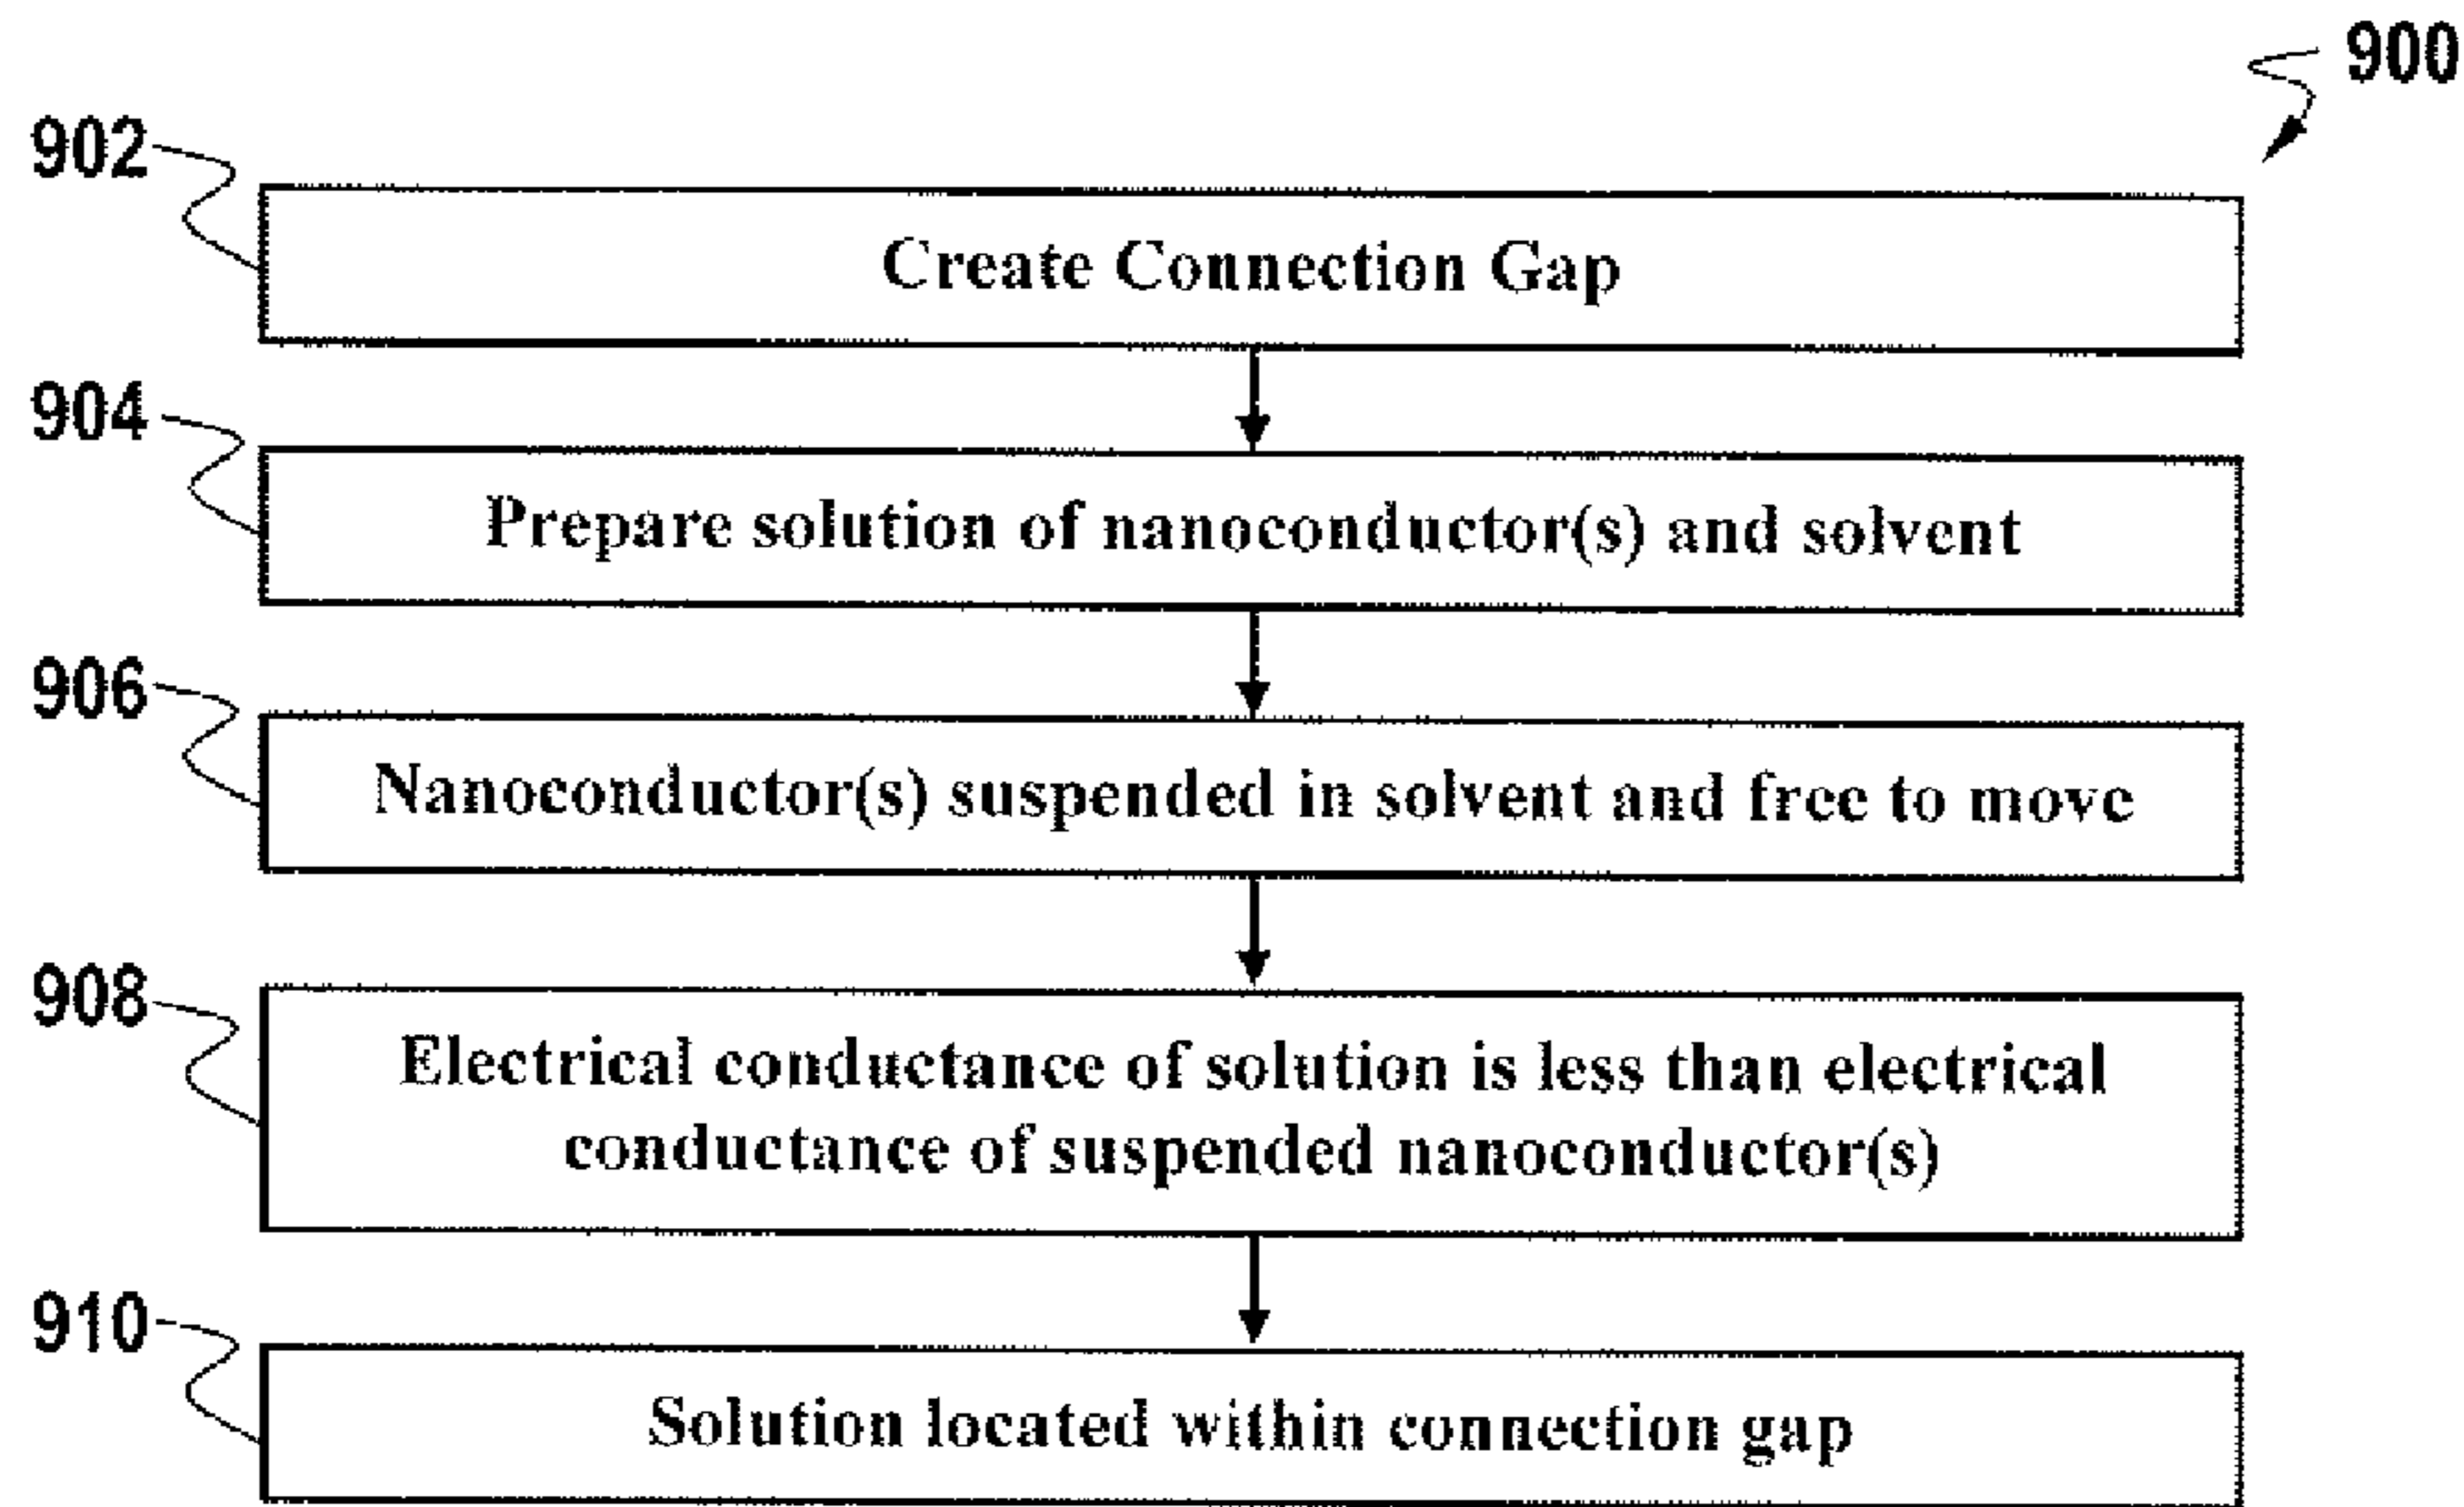 900
902
Create Connection Gap
904
Prepare solution of nanoconductor(s) and solvent
906
Nanoconductor(s) suspended in solvent and free to move
908
Electrical conductance of solution is less than electrical
conductance of suspended nanoconductor(s)
910
Solution located within connection gap